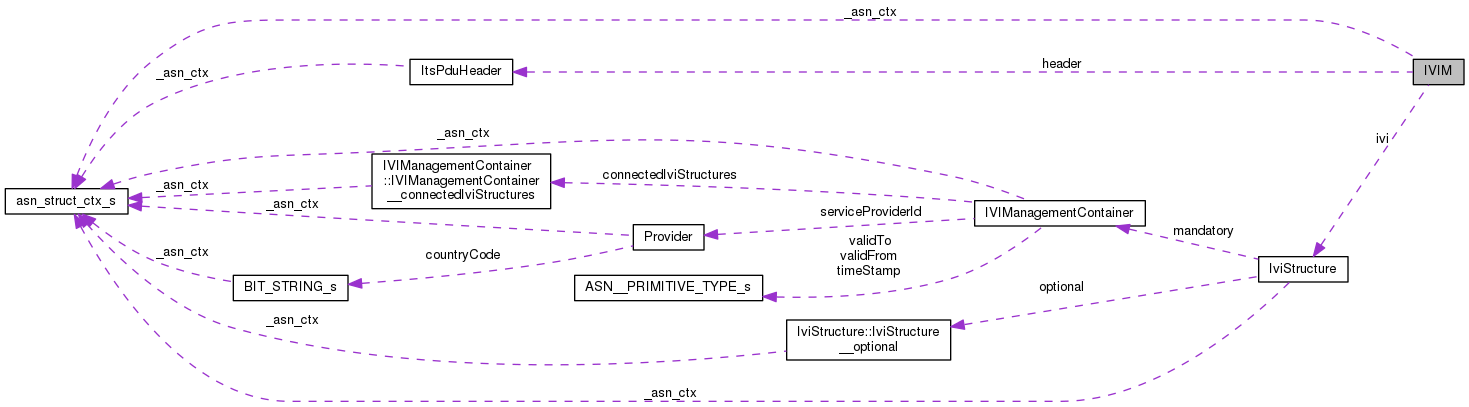 _asn_ctx
IVIM
header
ItsPduHeader
_asn_ctx
ivi
_asn_ctx
IVIManagementContainer
::IVIManagementContainer
__connectedIviStructures
connectedIviStructures
_asn_ctx
asn_struct_ctx_s
_asn_ctx
serviceProviderId
IVIManagementContainer
mandatory
Provider
validTo
validFrom
timeStamp
_asn_ctx
countryCode
IviStructure
BIT_STRING_s
ASN__PRIMITIVE_TYPE_s
optional
_asn_ctx
IviStructure::IviStructure
__optional
_asn_ctx